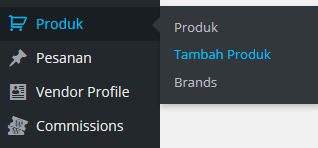 Produk
Pesanan
Vendor Profile
Commissions
Produk
Tambah Produk
Brands